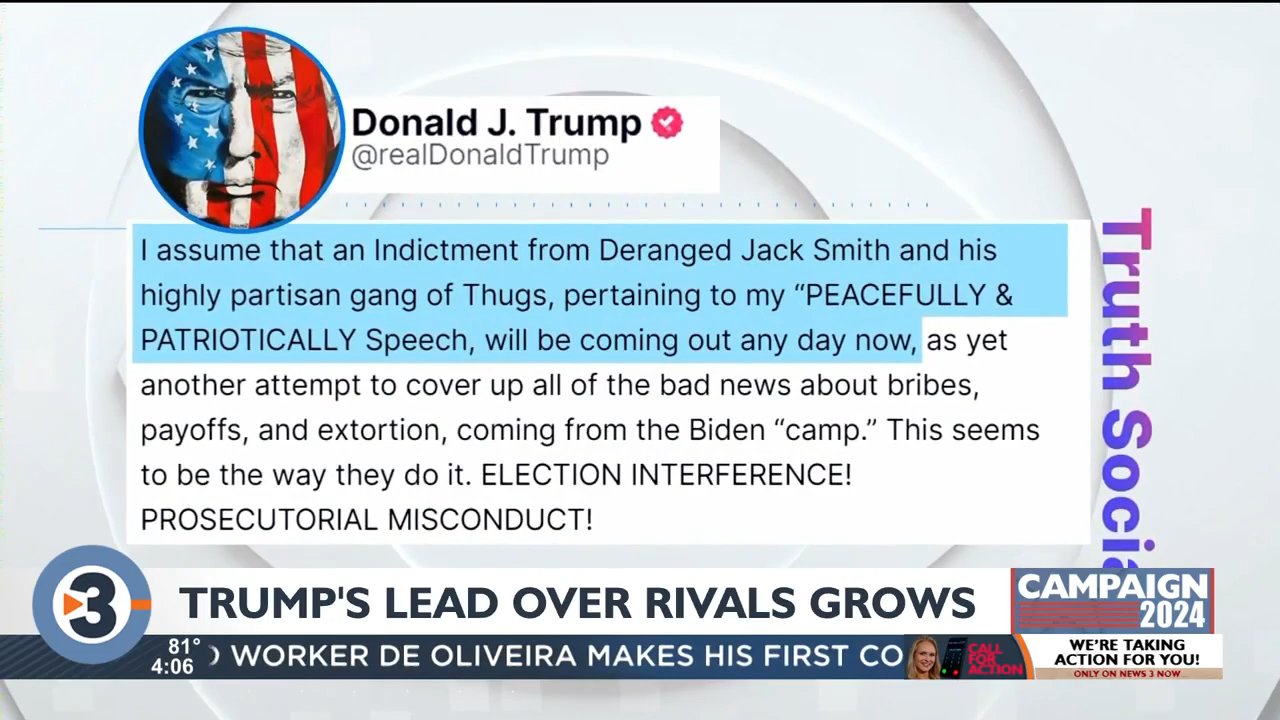 Donald J. Trump
@realDonaldTrump
I assume that an Indictment from Deranged Jack Smith and his
highly partisan gang of Thugs, pertaining to my “PEACEFULLY &
PATRIOTICALLY Speech, will be coming out any day now, as yet
another attempt to cover up all of the bad news about bribes,
payoffs, and extortion, coming from the Biden “camp.” This seems
to be the way they do it. ELECTION INTERFERENCE!
PROSECUTORIAL MISCONDUCT!
Truth Socia
3
TRUMP'S LEAD OVER RIVALS GROWS
CAMPAIGN
2024
81°
4:06
WORKER DE OLIVEIRA MAKES HIS FIRST CO
CALL
FOR
ACTION
WE'RE TAKING
ACTION FOR YOU!
ONLY ON NEWS 3 NOW